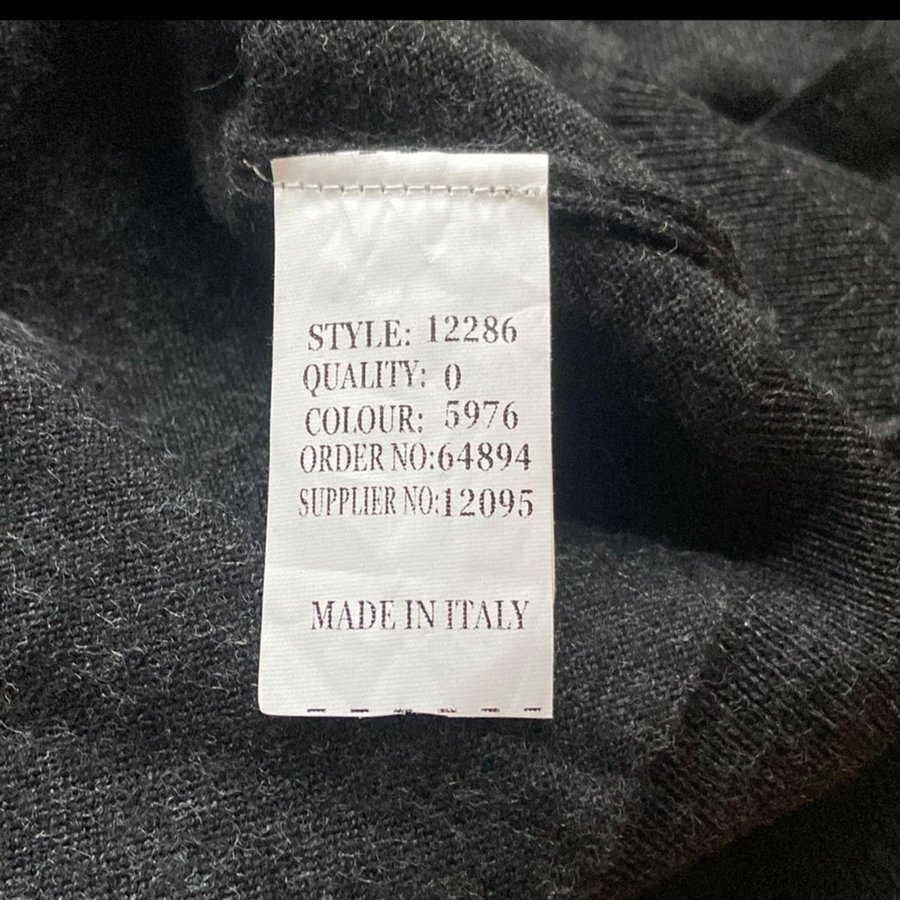 STYLE: 12286
QUALITY: 0
COLOUR: 5976
ORDER NO:64894
SUPPLIER NO:12095
MADE IN ITALY